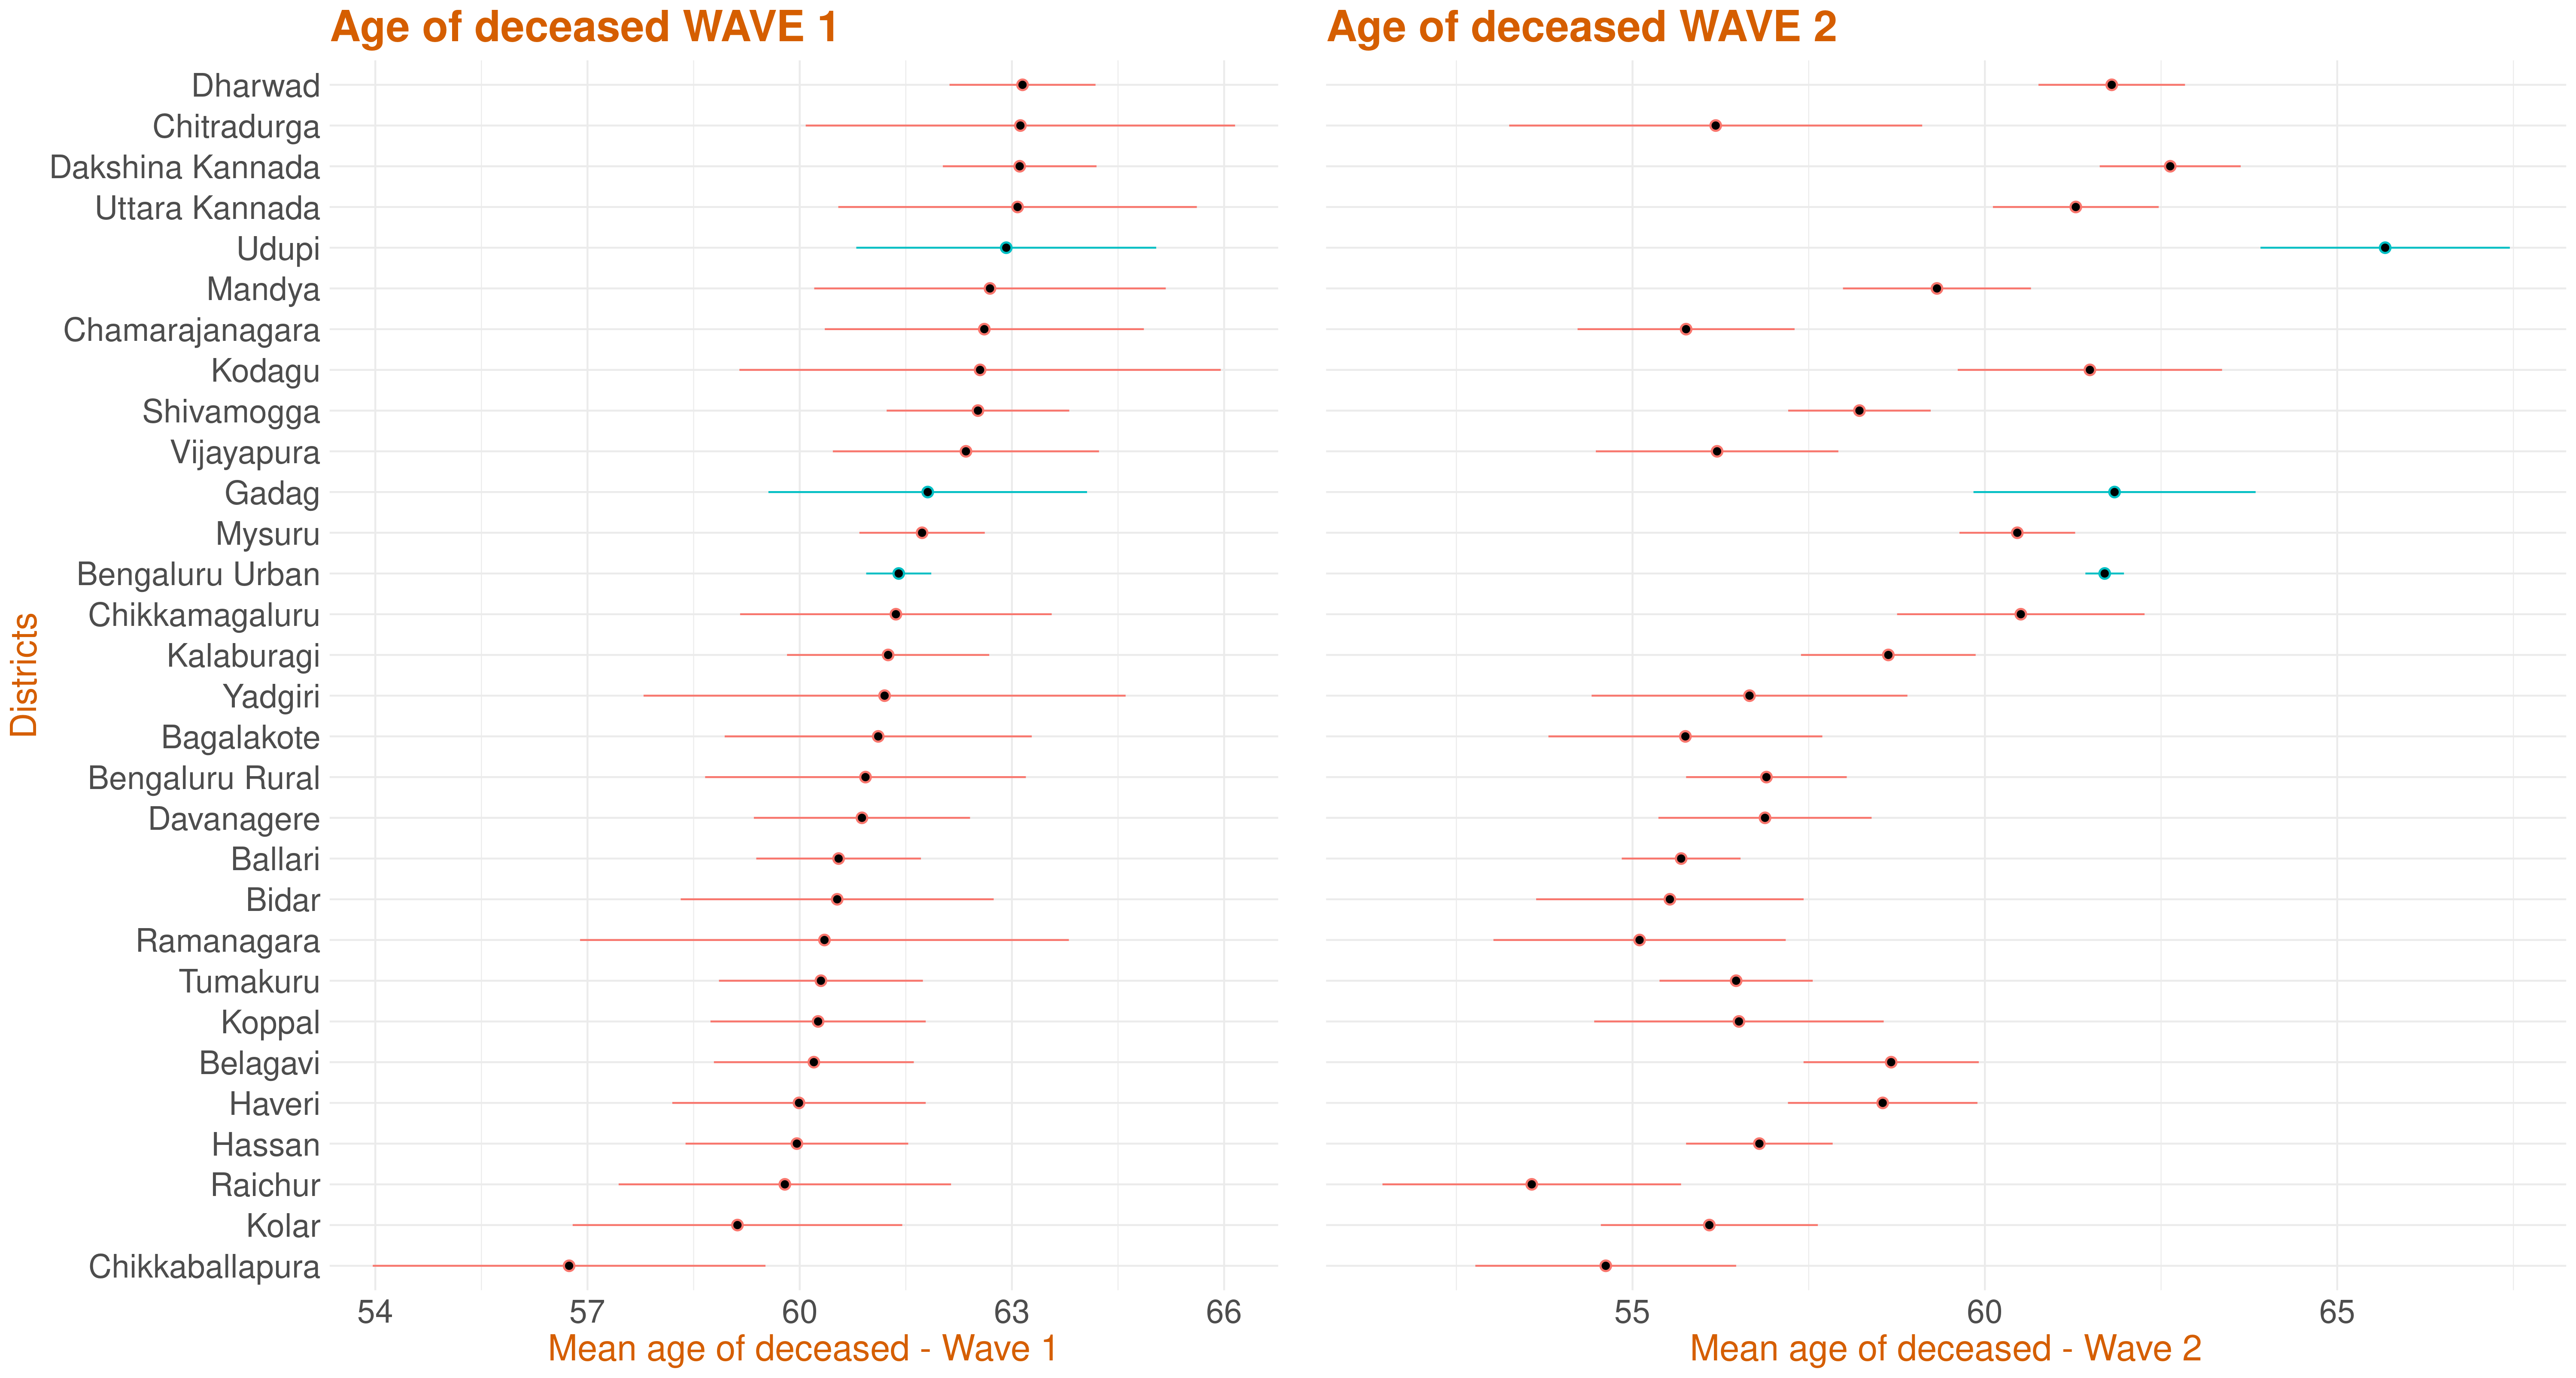 Age of deceased WAVE 1
Age of deceased WAVE 2
Districts
Dharwad
Chitradurga
Dakshina Kannada
Uttara Kannada
Udupi
Mandya
Chamarajanagara
Kodagu
Shivamogga
Vijayapura
Gadag
Mysuru
Bengaluru Urban
Chikkamagaluru
Kalaburagi
Yadgiri
Bagalakote
Bengaluru Rural
Davanagere
Ballari
Bidar
Ramanagara
Tumakuru
Koppal
Belagavi
Haveri
Hassan
Raichur
Kolar
Chikkaballapura
54 57 60 63 66
55 60 65
Mean age of deceased - Wave 1
Mean age of deceased - Wave 2